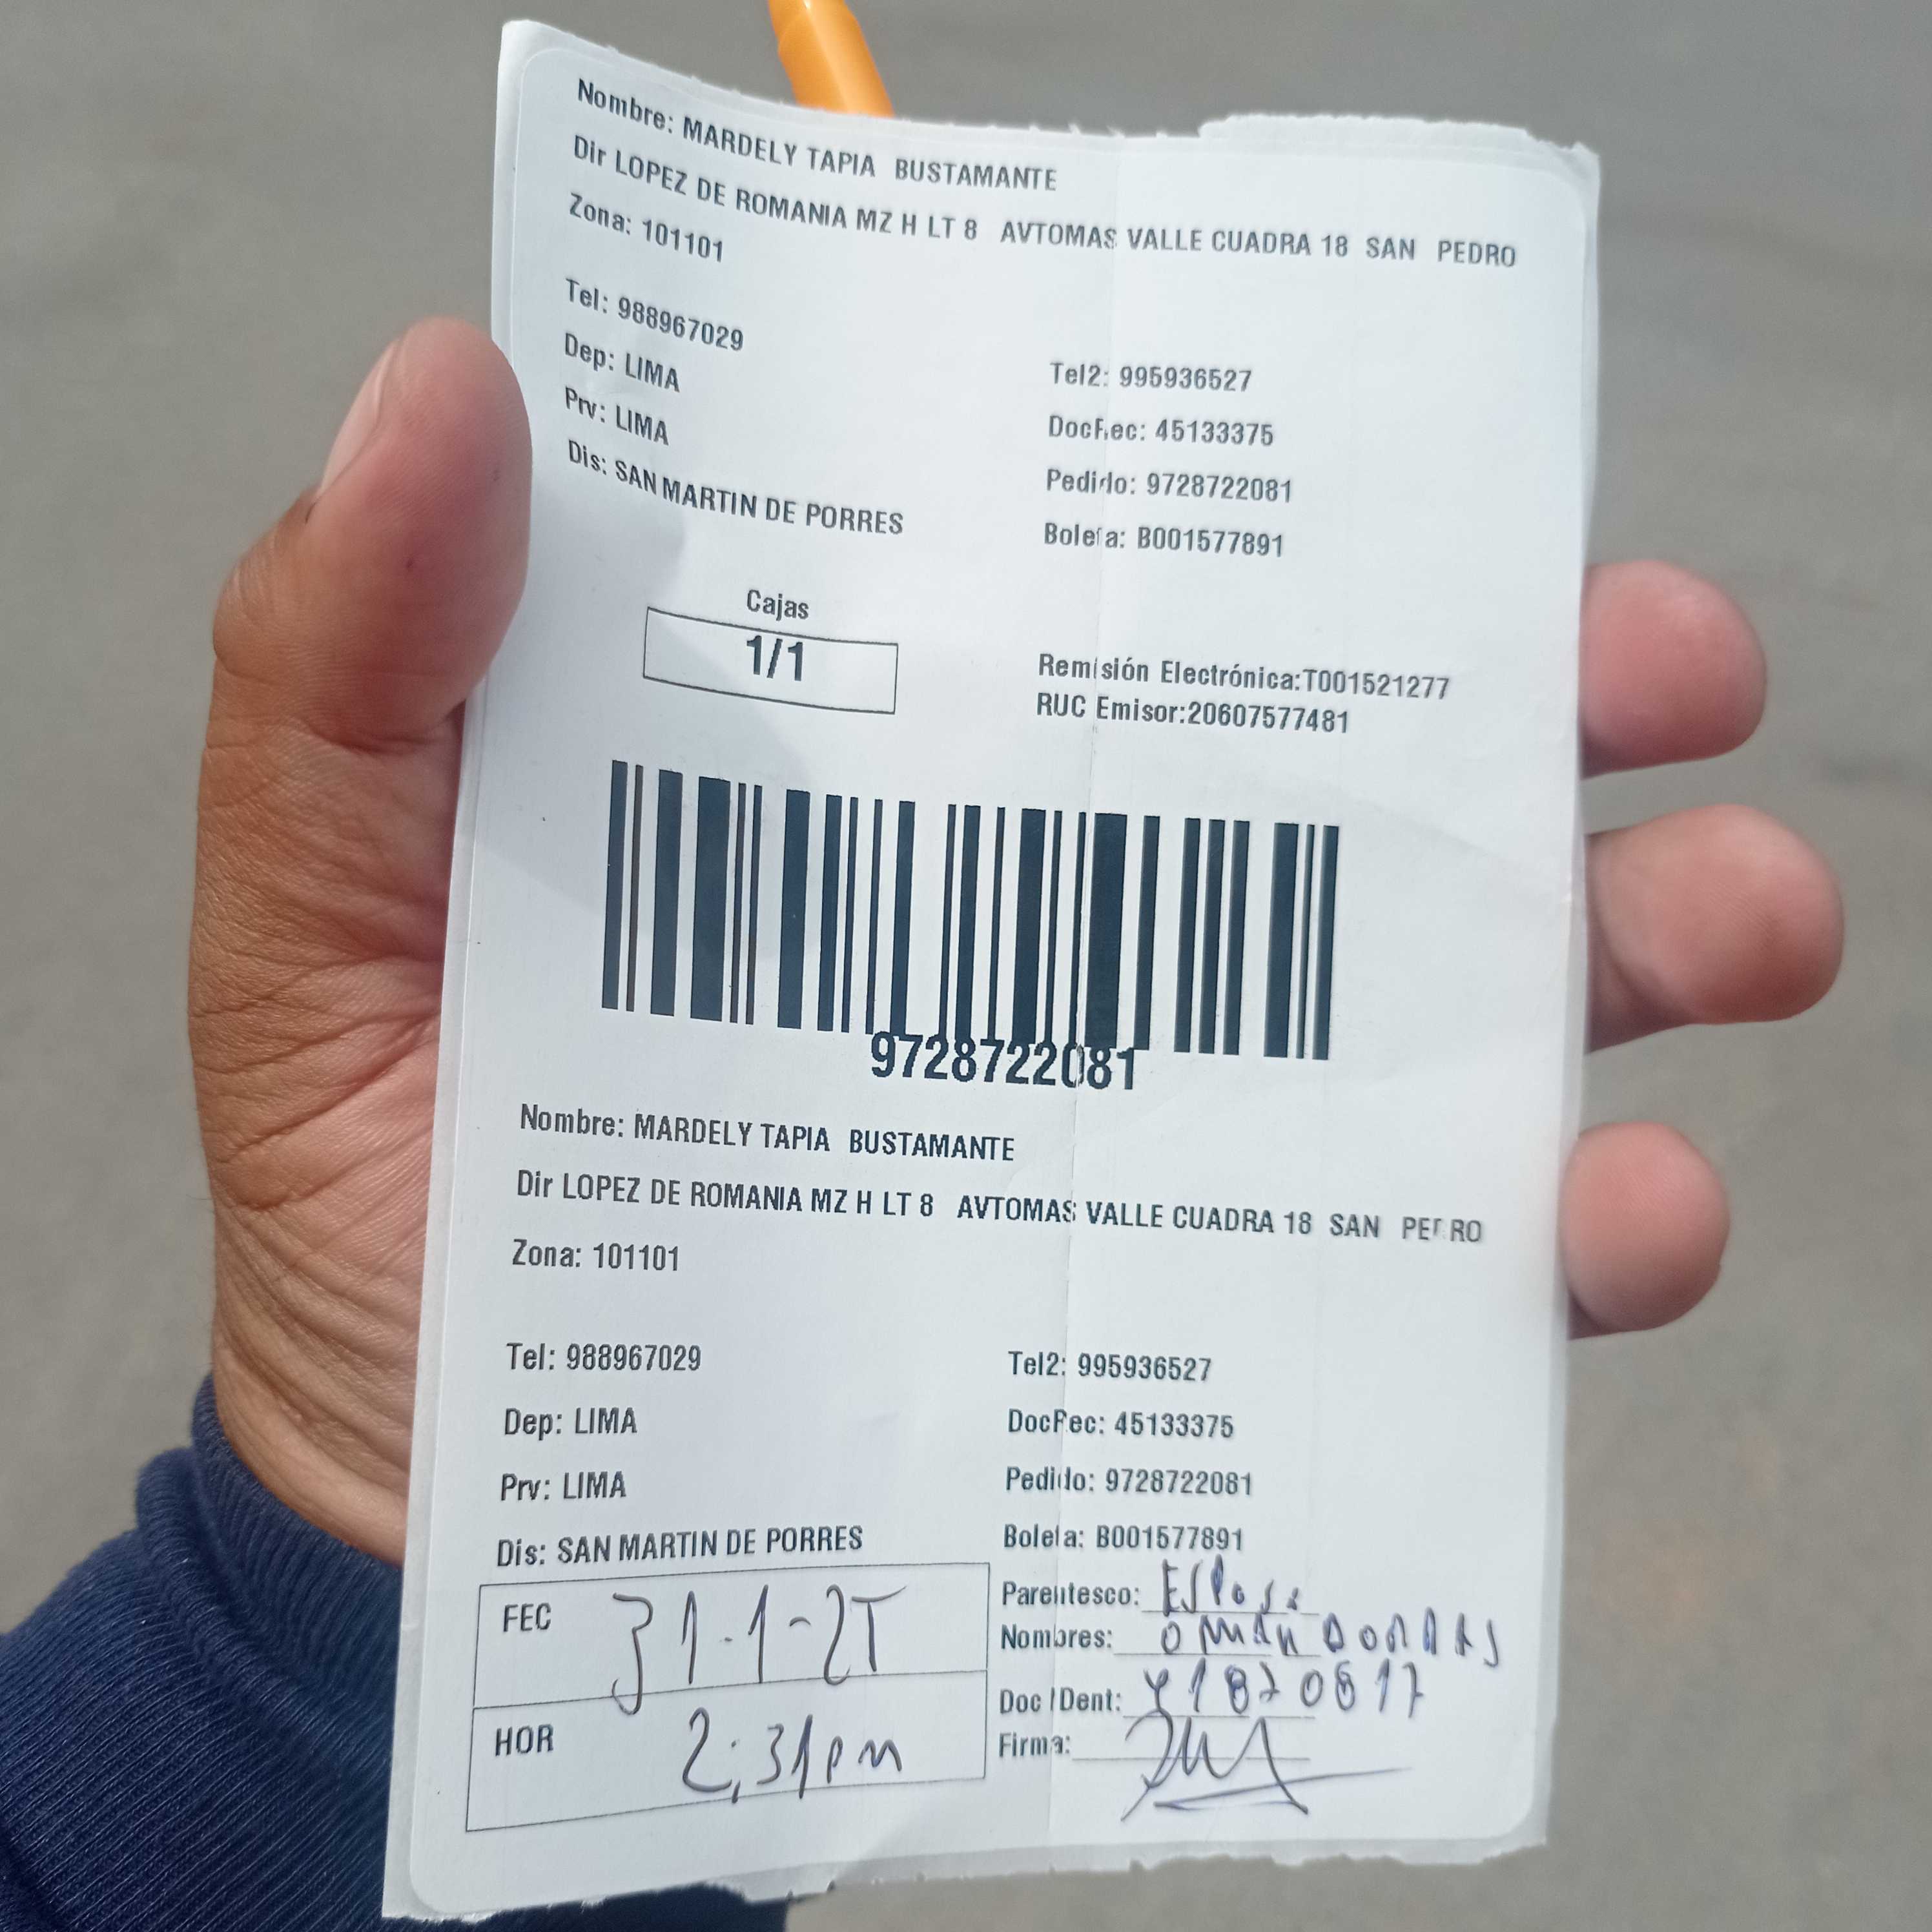 Nombre: MARDELY TAPIA BUSTAMANTE
Dir LOPEZ DE ROMANIA MZ H LT 8 AVTOMAS VALLE CUADRA 18 SAN PEDRO
Zona: 101101
Tel: 988967029
Tel2: 995936527
Dep: LIMA
DocRec: 45133375
Prv: LIMA
Pedido: 9728722081
Dis: SAN MARTIN DE PORRES
Boleta: B001577891
Cajas
1/1
Remisión Electrónica:T001521277
RUC Emisor:20607577481
9728722081
Nombre: MARDELY TAPIA BUSTAMANTE
Dir LOPEZ DE ROMANIA MZ H LT 8 AVTOMAS VALLE CUADRA 18 SAN PEDRO
Zona: 101101
Tel: 988967029
Tel2: 995936527
Dep: LIMA
DocRec: 45133375
Prv: LIMA
Pedido: 9728722081
Dis: SAN MARTIN DE PORRES
Boleta: B001577891
FEC 31-1-25
Parentesco: Esposo
Nombres: OMAR
Doc IDent:
HOR 2:31pm
Firma: